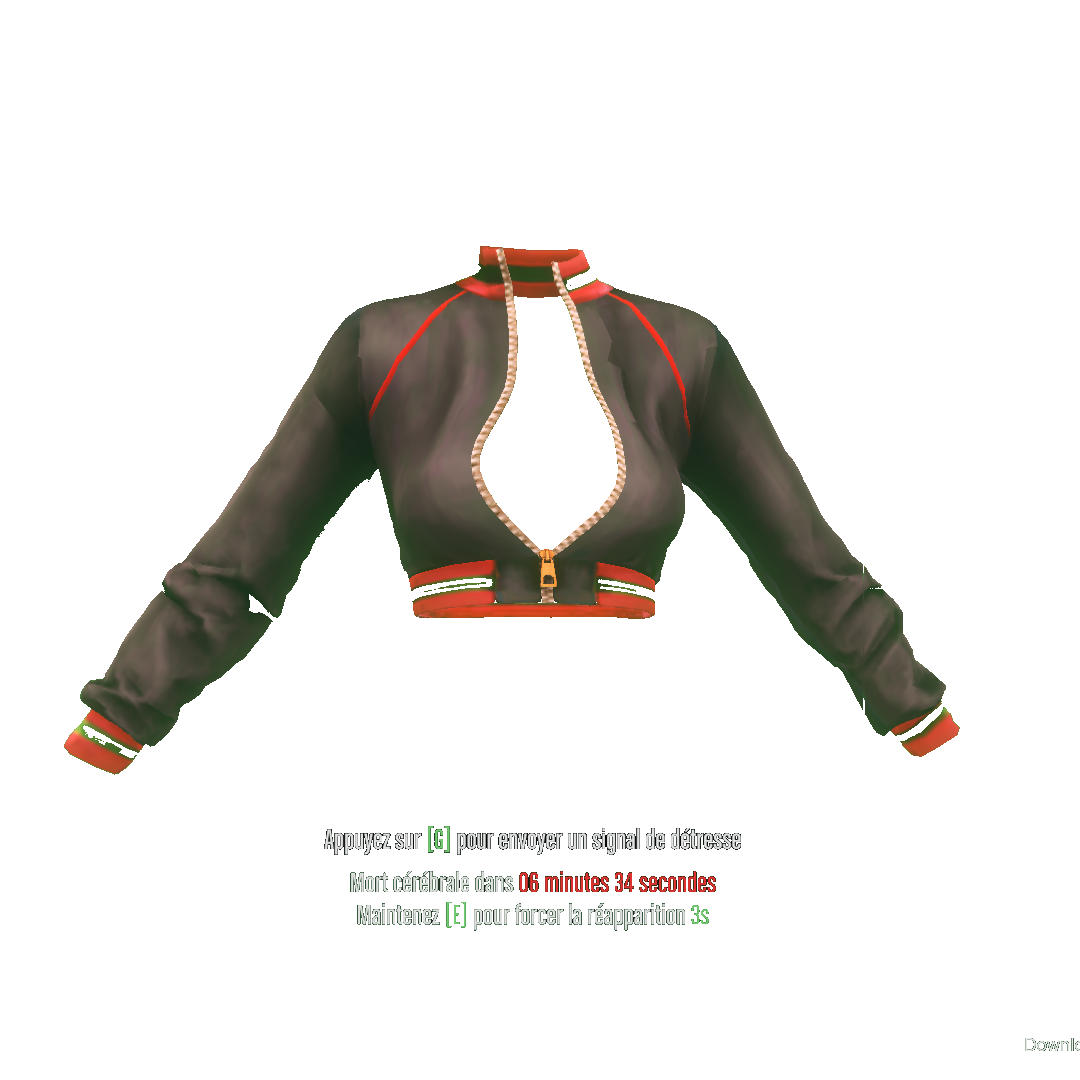 Appuyez sur [G] pour envoyer un signal de détresse
Mort cérébrale dans 06 minutes 34 secondes
Maintenez [E] pour forcer la réapparition 3s